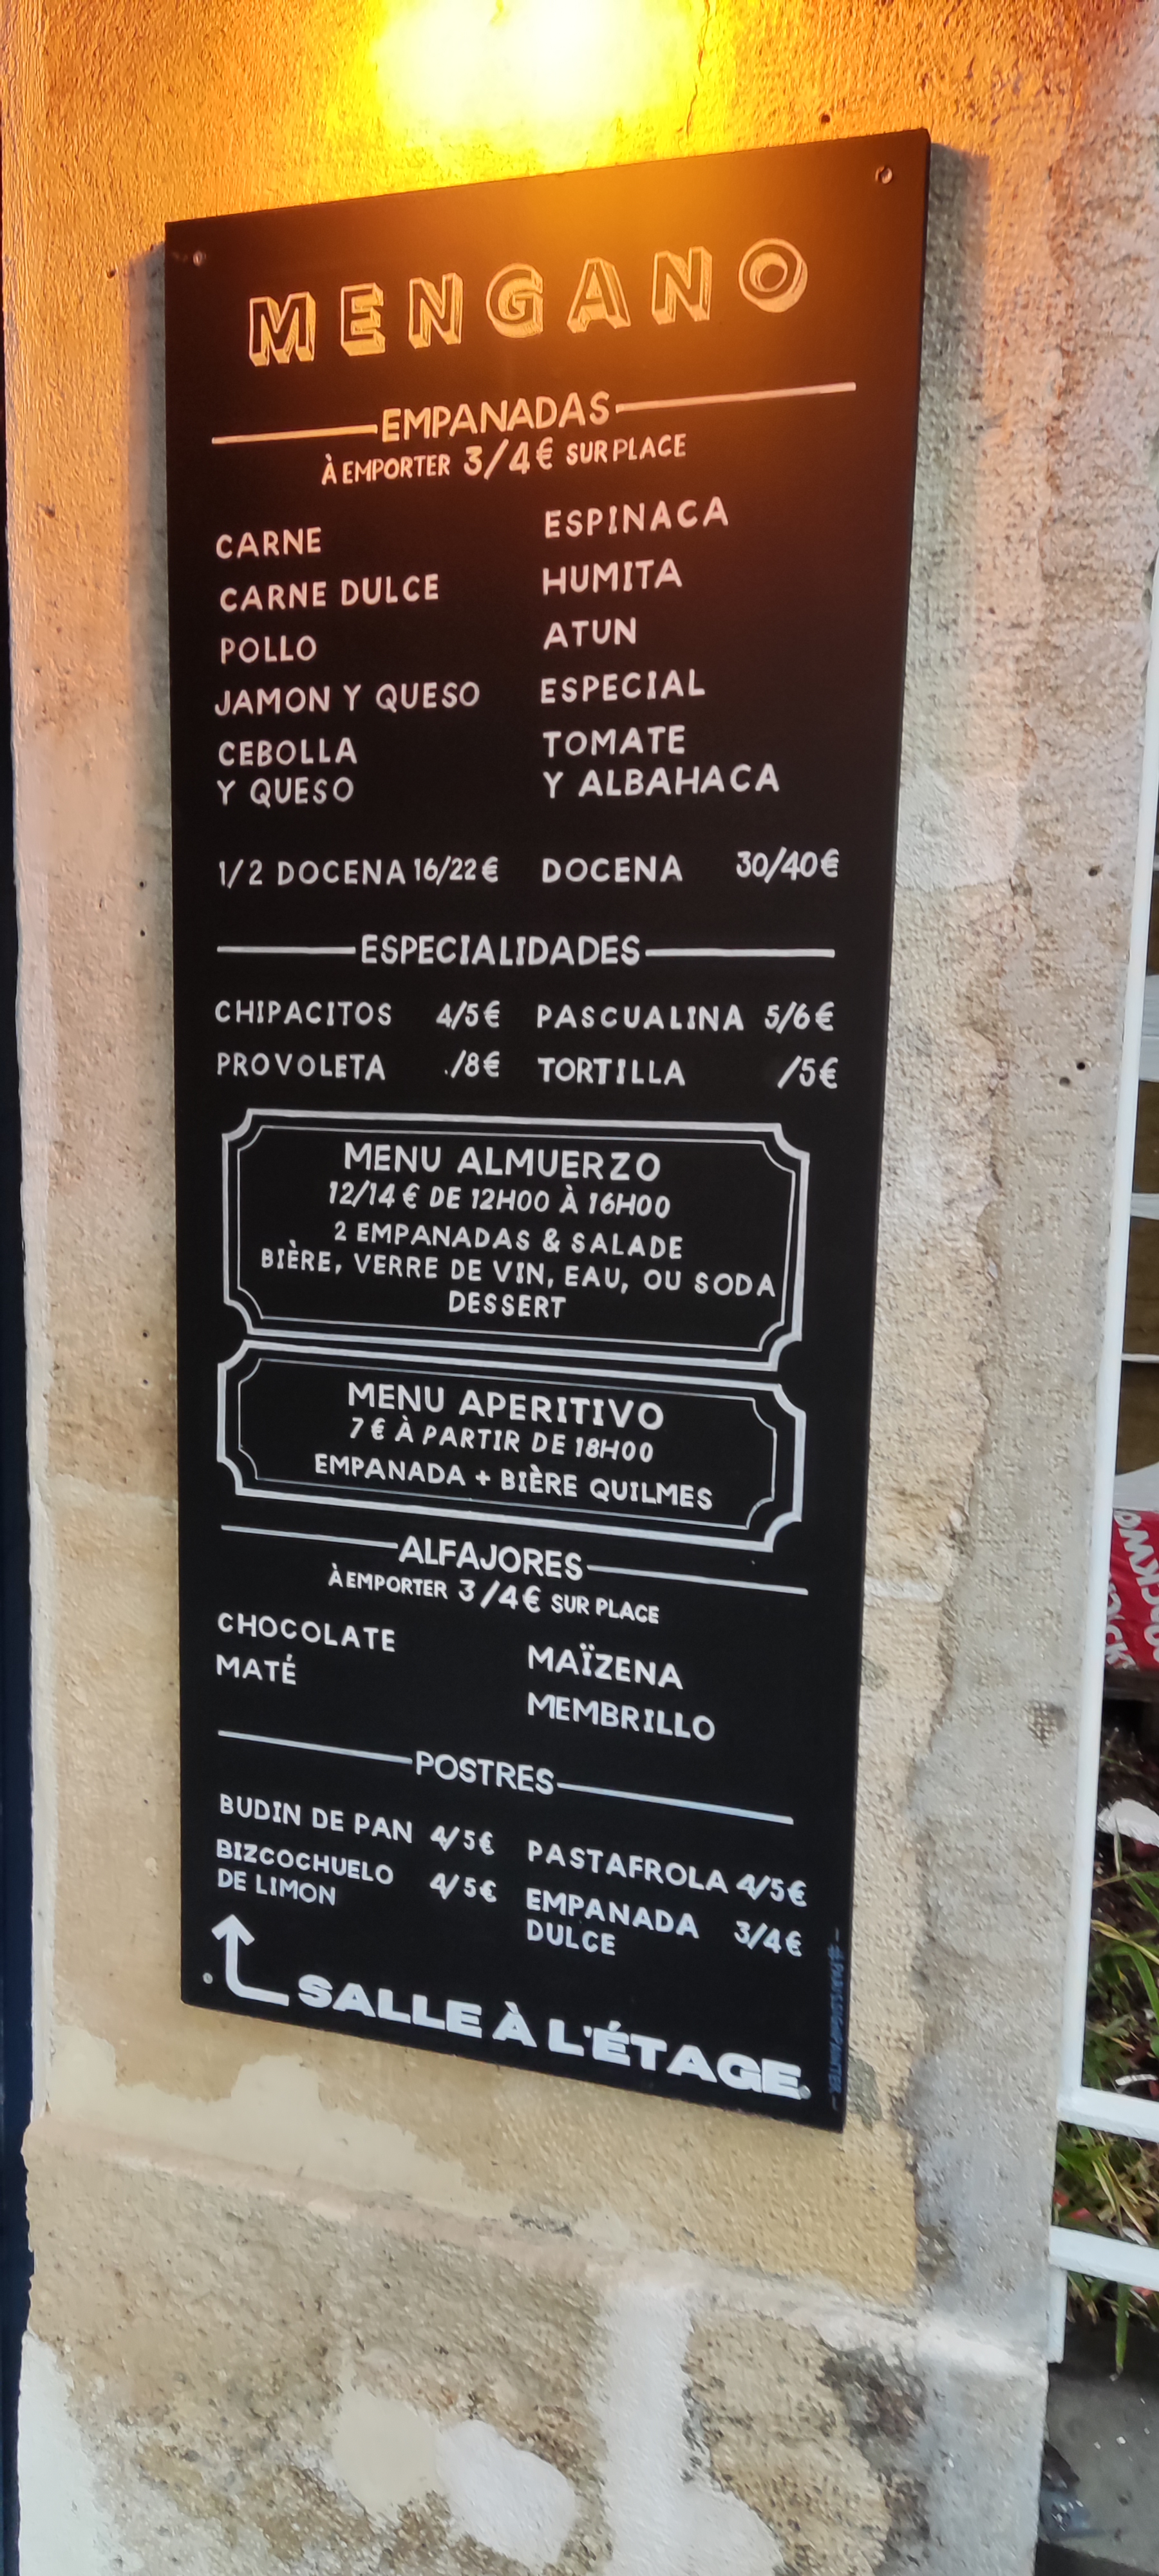 MENGANO
EMPANADAS
À EMPORTER 3/4€ SUR PLACE
CARNE
CARNE DULCE
POLLO
JAMON Y QUESO
CEBOLLA
Y QUESO
ESPINACA
HUMITA
ATUN
ESPECIAL
TOMATE
Y ALBAHACA
1/2 DOCENA 16/22€ DOCENA 30/40€
ESPECIALIDADES
CHIPACITOS 4/5€ PASCUALINA 5/6€
PROVOLETA ./8€ TORTILLA /5€
MENU ALMUERZO
12/14€ DE 12H00 À 16H00
2 EMPANADAS & SALADE
BIÈRE, VERRE DE VIN, EAU, OU SODA
DESSERT
MENU APERITIVO
7€ À PARTIR DE 18H00
EMPANADA + BIÈRE QUILMES
ALFAJORES
À EMPORTER 3/4€ SUR PLACE
CHOCOLATE
MATÉ
MAÏZENA
MEMBRILLO
POSTRES
BUDIN DE PAN 4/5€
BIZCOCHUELO 4/5€
DE LIMON
PASTAFROLA 4/5€
EMPANADA 3/4€
DULCE
SALLE À L'ÉTAGE